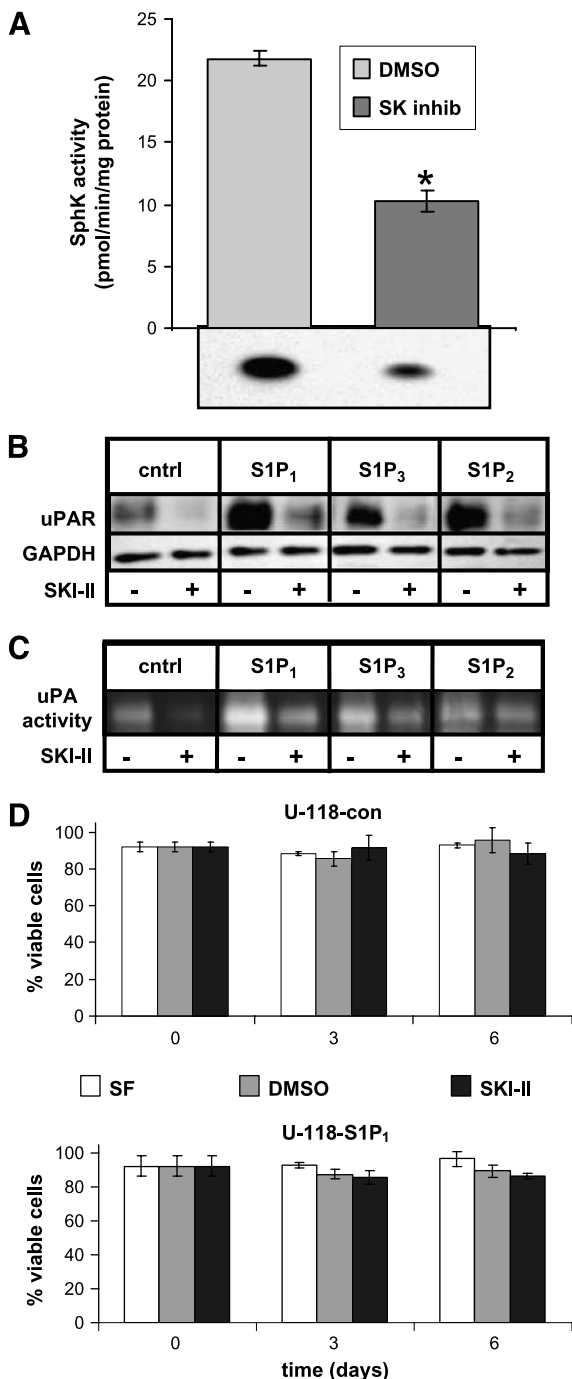 A
SphK activity
(pmol/min/mg protein)
25
20
15
10
5
0
DMSO
SK inhib
*
B
cntrl S1P1 S1P3 S1P2
uPAR
GAPDH
SKI-II - + - + - + - +
C
cntrl S1P1 S1P3 S1P2
uPA
activity
SKI-II - + - + - + - +
D
U-118-con
% viable cells
100
80
60
40
20
0
0 3 6
SF DMSO SKI-II
U-118-S1P1
% viable cells
100
80
60
40
20
0
0 3 6
time (days)